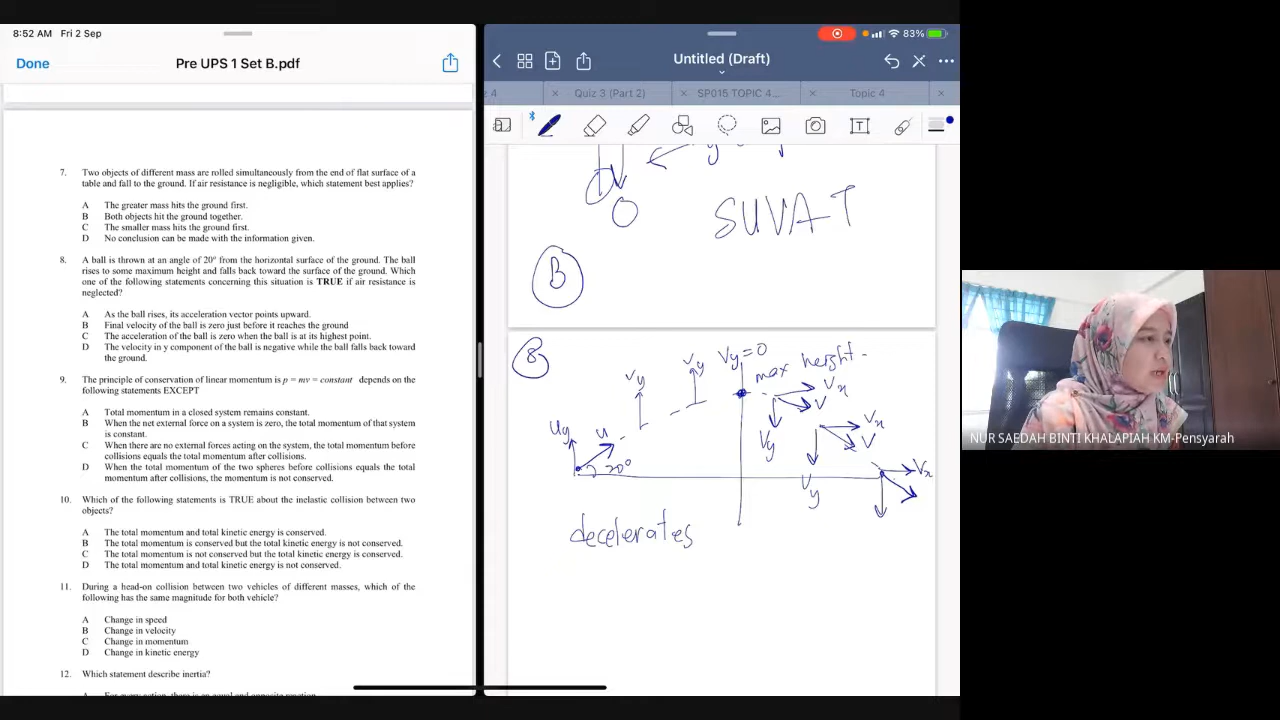 8:52 AM Fri 2 Sep
Done
Pre UPS 1 Set B.pdf
7. Two objects of different mass are rolled simultaneously from the end of flat surface of a
table and fall to the ground. If air resistance is negligible, which statement best applies?
A The greater mass hits the ground first.
B Both objects hit the ground together.
C The smaller mass hits the ground first.
D No conclusion can be made with the information given.
8. A ball is thrown at an angle of 20° from the horizontal surface of the ground. The ball
rises to some maximum height and falls back toward the surface of the ground. Which
one of the following statements concerning this situation is TRUE if air resistance is
neglected?
A As the ball rises, its acceleration vector points upward.
B Final velocity of the ball is zero just before it reaches the ground
C The acceleration of the ball is zero when the ball is at its highest point.
D The velocity in y component of the ball is negative while the ball falls back toward
the ground.
9. The principle of conservation of linear momentum is p = mv = constant depends on the
following statements EXCEPT
A Total momentum in a closed system remains constant.
B When the net external force on a system is zero, the total momentum of that system
is constant.
C When there are no external forces acting on the system, the total momentum before
collisions equals the total momentum after collisions.
D When the total momentum of the two spheres before collisions equals the total
momentum after collisions, the momentum is not conserved.
10. Which of the following statements is TRUE about the inelastic collision between two
objects?
A The total momentum and total kinetic energy is conserved.
B The total momentum is conserved but the total kinetic energy is not conserved.
C The total momentum is not conserved but the total kinetic energy is conserved.
D The total momentum and total kinetic energy is not conserved.
11. During a head-on collision between two vehicles of different masses, which of the
following has the same magnitude for both vehicle?
A Change in speed
B Change in velocity
C Change in momentum
D Change in kinetic energy
12. Which statement describe inertia?
83%
Untitled (Draft)
e 4
Quiz 3 (Part 2)
SP015 TOPIC 4...
Topic 4
T
SUVAT
B
8
Vy=0
max height
Vy
Vy
Vx
V
Vy
Uy
u
20°
Vx
V
Vy
Vx
decelerates
NUR SAEDAH BINTI KHALAPIAH KM-Pensyarah